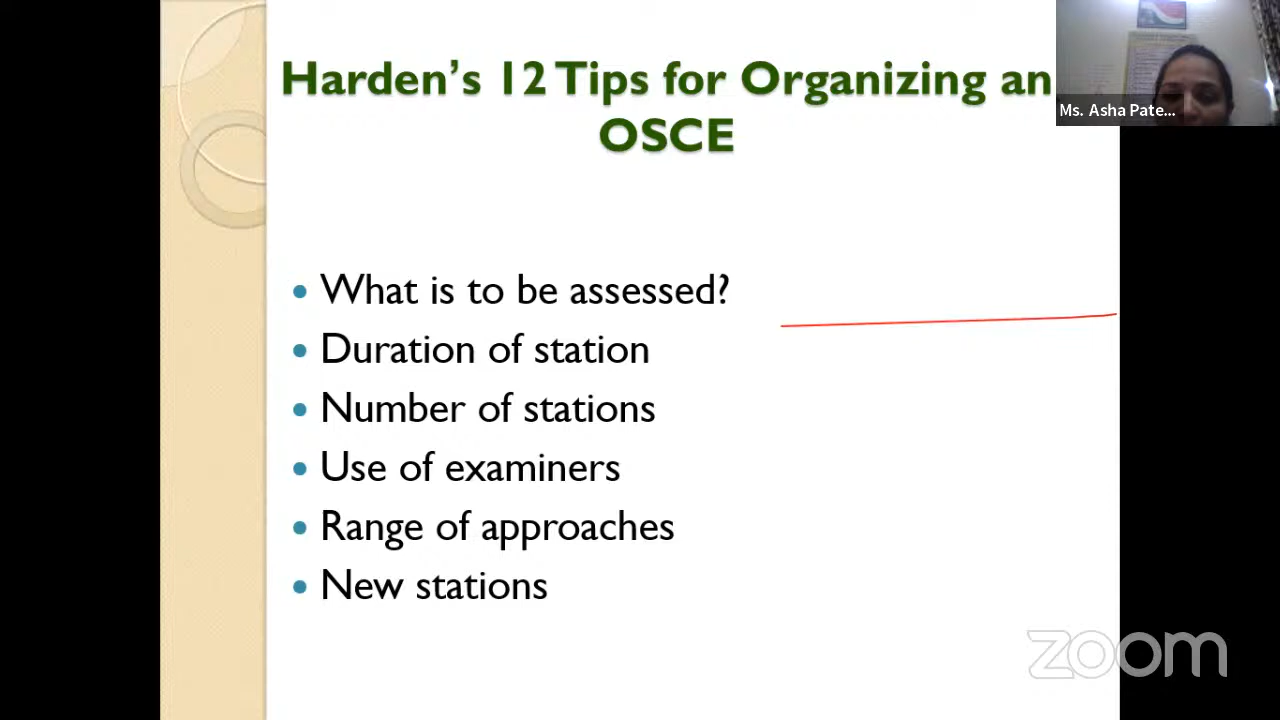 Harden's 12 Tips for Organizing an
OSCE
Ms. Asha Pate...
• What is to be assessed?
• Duration of station
• Number of stations
• Use of examiners
• Range of approaches
• New stations
zoom